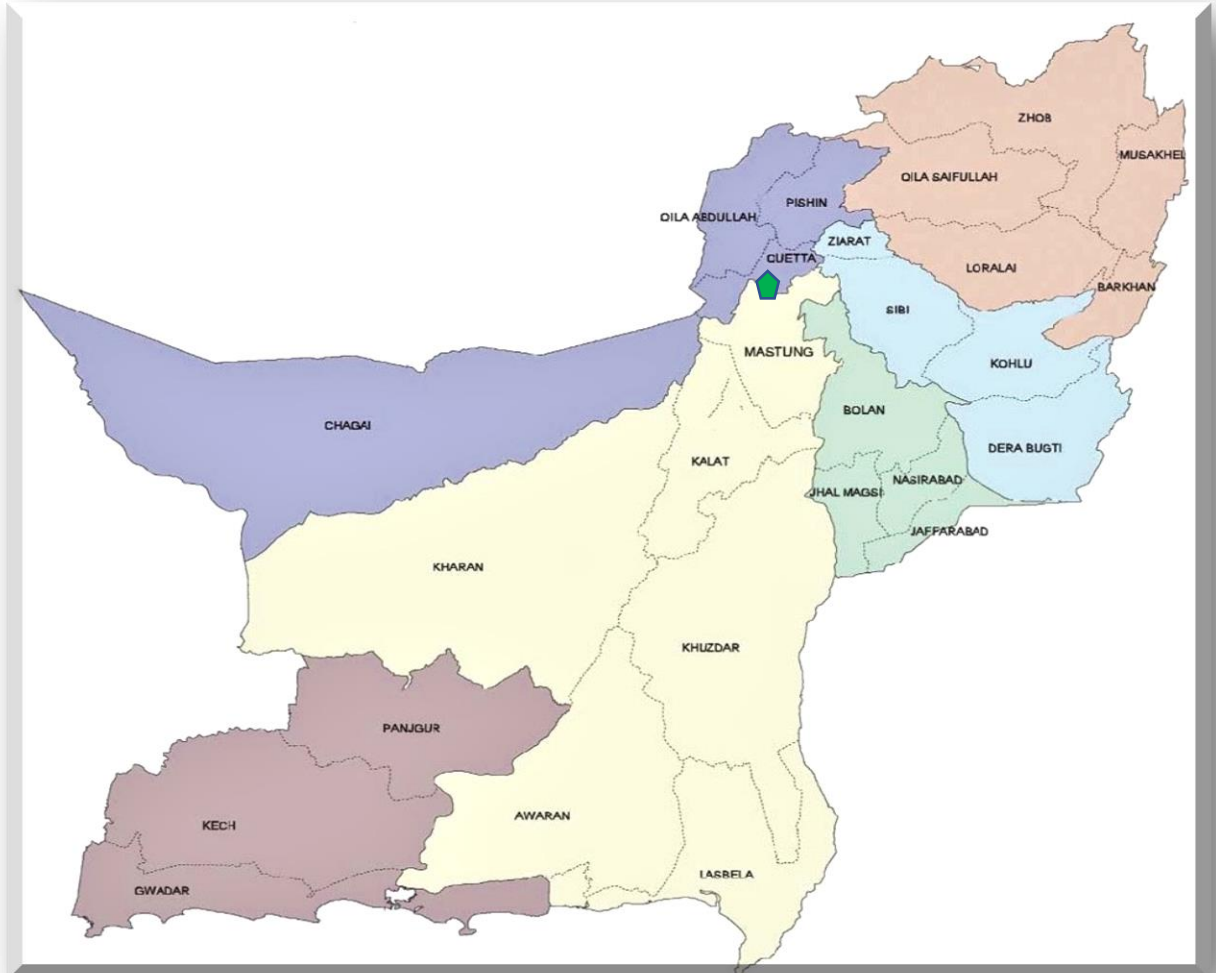 ZHOB
MUSAKHEL
QILA SAIFULLAH
PISHIN
QILA ABDULLAH
ZIARAT
QUETTA
LORALAI
BARKHAN
SIBI
MASTUNG
KOHLU
BOLAN
CHAGAI
DERA BUGTI
KALAT
NASIRABAD
JHAL MAGSI
JAFFARABAD
KHARAN
KHUZDAR
PANJGUR
AWARAN
KECH
LASBELA
GWADAR